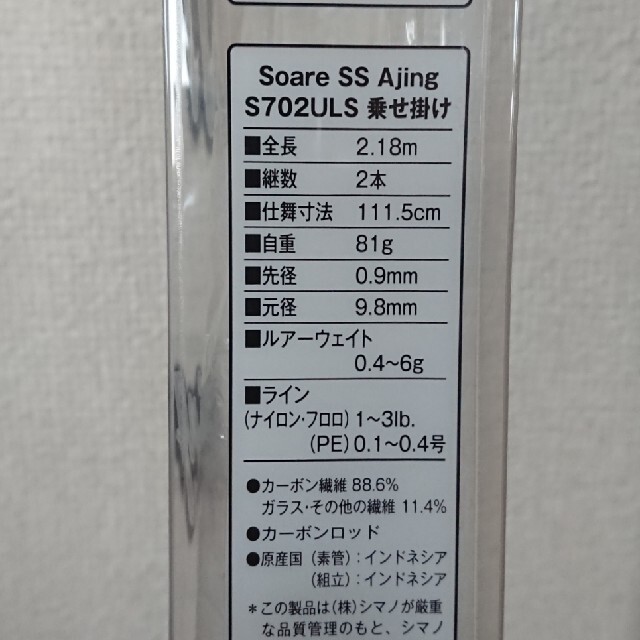 Soare SS Ajing
S702ULS 乗せ掛け
■全長 2.18m
■継数 2本
■仕舞寸法 111.5cm
■自重 81g
■先径 0.9mm
■元径 9.8mm
■ルアーウェイト
0.4~6g
■ライン
(ナイロン・フロロ) 1~3lb.
(PE) 0.1~0.4号
●カーボン繊維 88.6%
ガラス・その他の繊維 11.4%
●カーボンロッド
●原産国 (素管) : インドネシア
(組立) : インドネシア
*この製品は(株)シマノが厳重
な品質管理のもと、シマノ